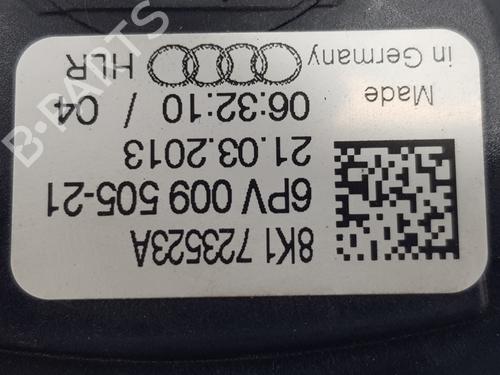 8K1 723523A
6PV 009 505-21
21.03.2013
06:32:10 / 04
HLR
Made
in Germany
B-PARTS